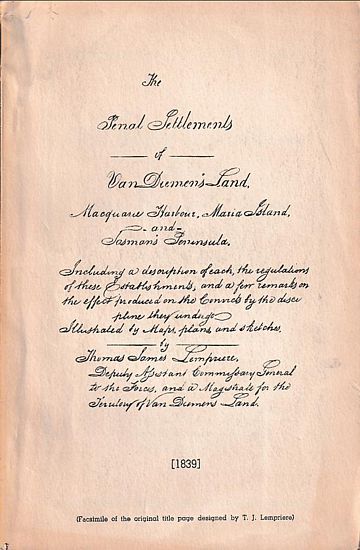 The
Penal Settlements
of
Van Diemen's Land,
Macquarie Harbour, Maria Island,
-and-
Tasman's Peninsula,
Including a description of each, the regulations
of these Establishments, and a few remarks on
the effect produced on the Convicts by the disci
pline they undergo
Illustrated by Maps, plans, and sketches.
by
Thomas James Lempriere,
Deputy Assistant Commissary General
to the Forces, and a Magistrate for the
Territory of Van Diemen's Land.
[1839]
(Facsimile of the original title page designed by T. J. Lempriere)